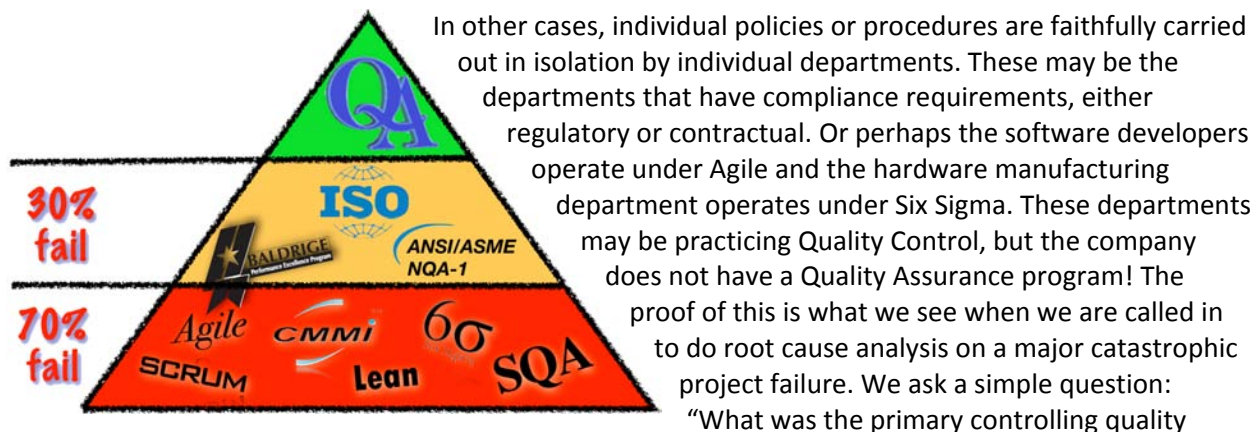 In other cases, individual policies or procedures are faithfully carried
out in isolation by individual departments. These may be the
departments that have compliance requirements, either
regulatory or contractual. Or perhaps the software developers
operate under Agile and the hardware manufacturing
department operates under Six Sigma. These departments
may be practicing Quality Control, but the company
does not have a Quality Assurance program! The
proof of this is what we see when we are called in
to do root cause analysis on a major catastrophic
project failure. We ask a simple question:
“What was the primary controlling quality
QA
30%
fail
ISO
BALDRIGE
Performance Excellence Program
ANSI/ASME
NQA-1
70%
fail
Agile
CMMi
6σ
SCRUM
Lean
SQA